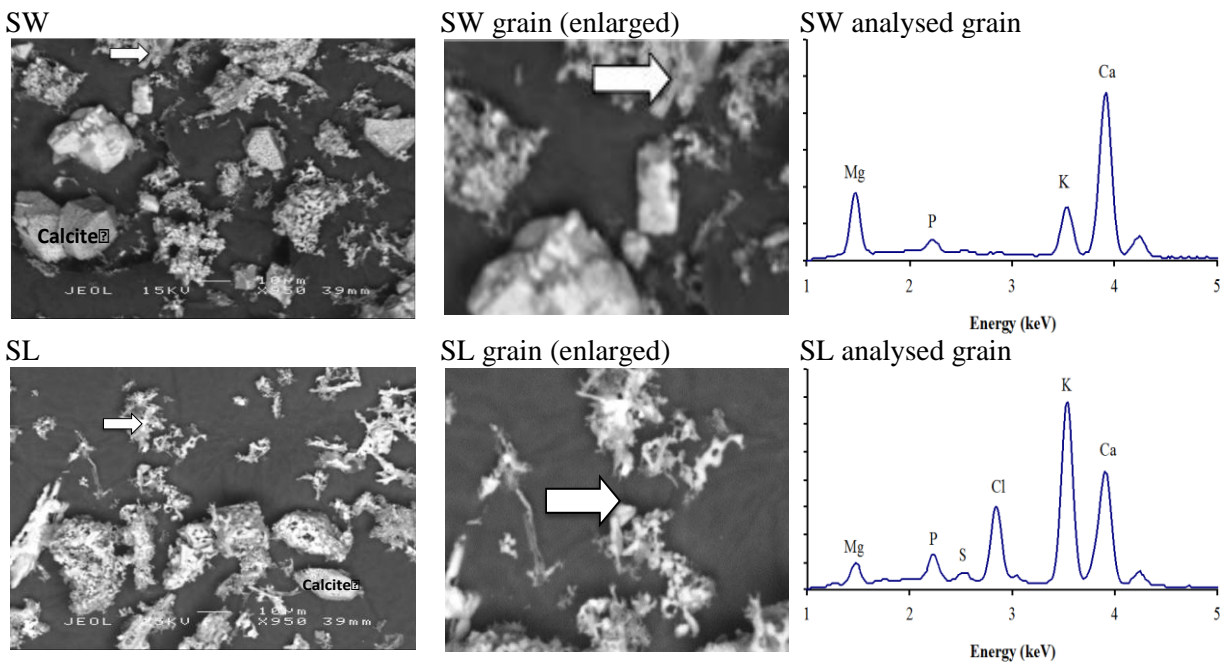 SW
SW grain (enlarged)
SW analysed grain
Calcite
10µm
JEOL 15KV X950 39mm
Mg
P
K
Ca
1 2 3 4 5
Energy (keV)
SL
SL grain (enlarged)
SL analysed grain
Calcite
10µm
X950 39mm
Mg
P
S
Cl
K
Ca
1 2 3 4 5
Energy (keV)